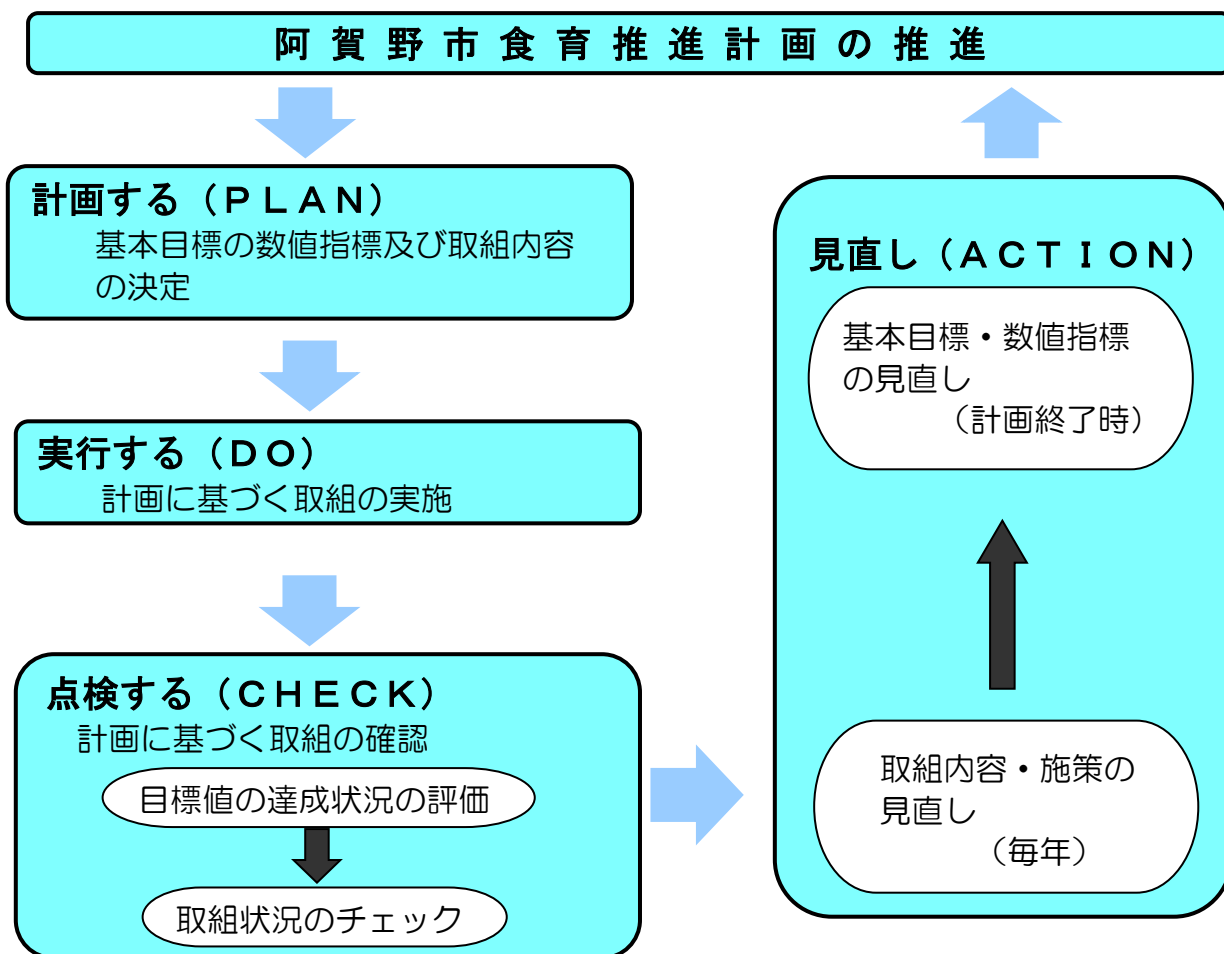 阿賀野市食育推進計画の推進
計画する（ＰＬＡＮ）
基本目標の数値指標及び取組内容
の決定
実行する（ＤＯ）
計画に基づく取組の実施
点検する（ＣＨＥＣＫ）
計画に基づく取組の確認
目標値の達成状況の評価
取組状況のチェック
見直し（ＡＣＴＩＯＮ）
基本目標・数値指標
の見直し
（計画終了時）
取組内容・施策の
見直し
（毎年）